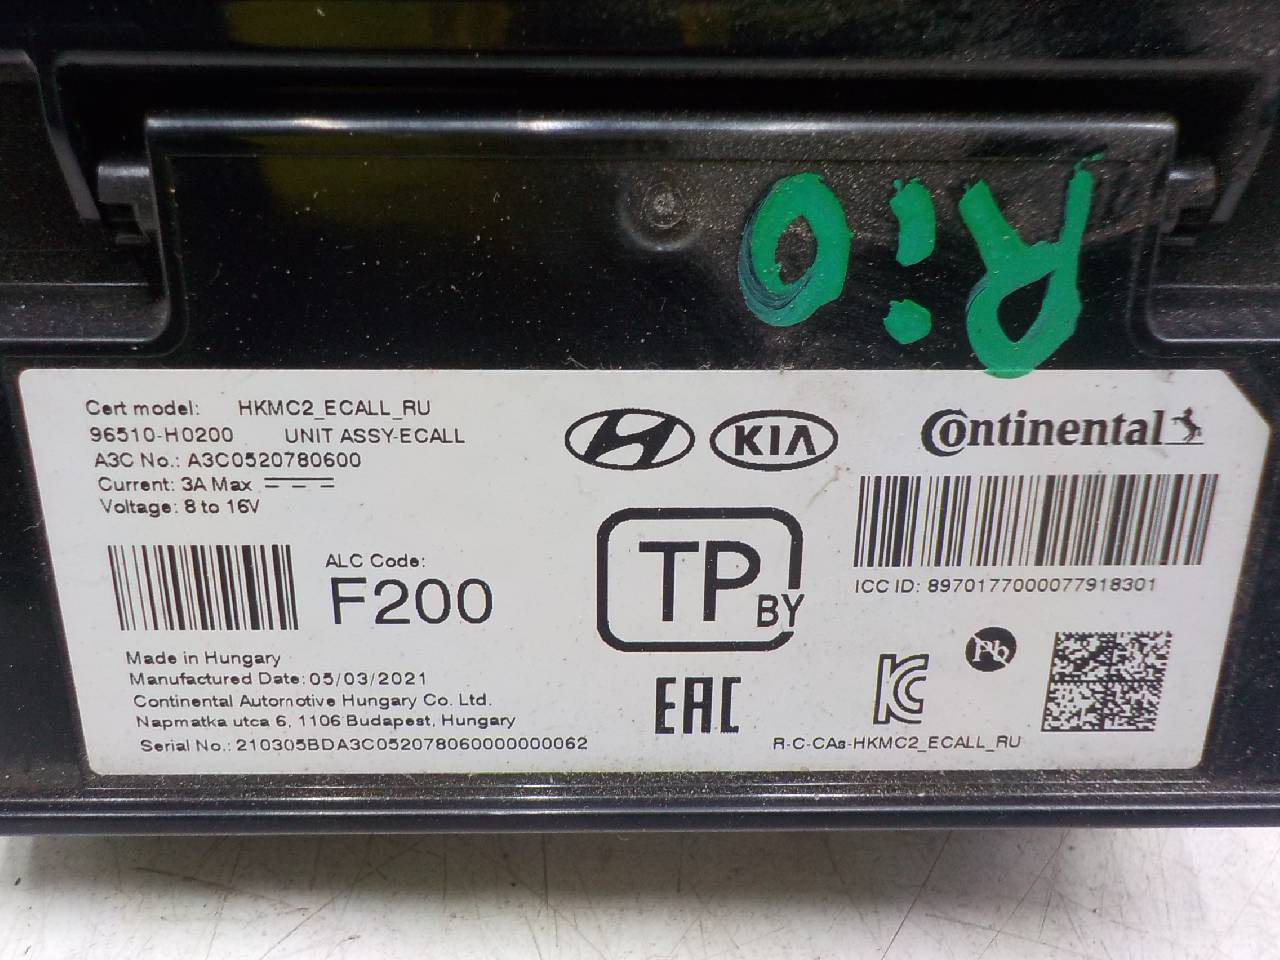 Rio
Cert model: HKMC2_ECALL_RU
96510-H0200 UNIT ASSY-ECALL
A3C No.: A3C0520780600
Current: 3A Max
Voltage: 8 to 16V
ALC Code:
F200
Made in Hungary
Manufactured Date: 05/03/2021
Continental Automotive Hungary Co. Ltd.
Napmatka utca 6, 1106 Budapest, Hungary
Serial No.: 210305BDA3C0520780600000000062
KIA
Continental
TP BY
ICC ID: 8970177000077918301
Pb
EAC
KC
R-C-CAs-HKMC2_ECALL_RU